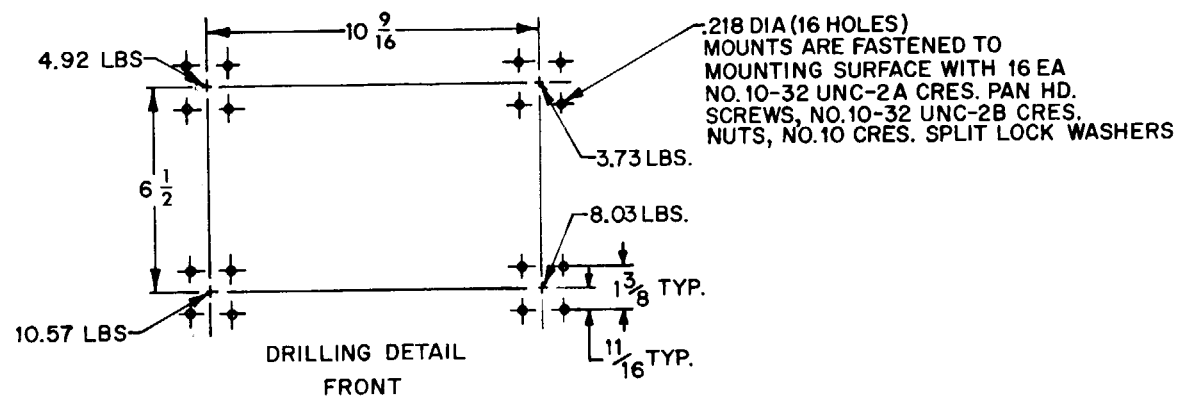 10 9/16
4.92 LBS
.218 DIA (16 HOLES)
MOUNTS ARE FASTENED TO
MOUNTING SURFACE WITH 16 EA
NO. 10-32 UNC-2A CRES. PAN HD.
SCREWS, NO. 10-32 UNC-2B CRES.
NUTS, NO. 10 CRES. SPLIT LOCK WASHERS
3.73 LBS.
6 1/2
8.03 LBS.
1 3/8 TYP.
10.57 LBS
11/16 TYP.
DRILLING DETAIL
FRONT